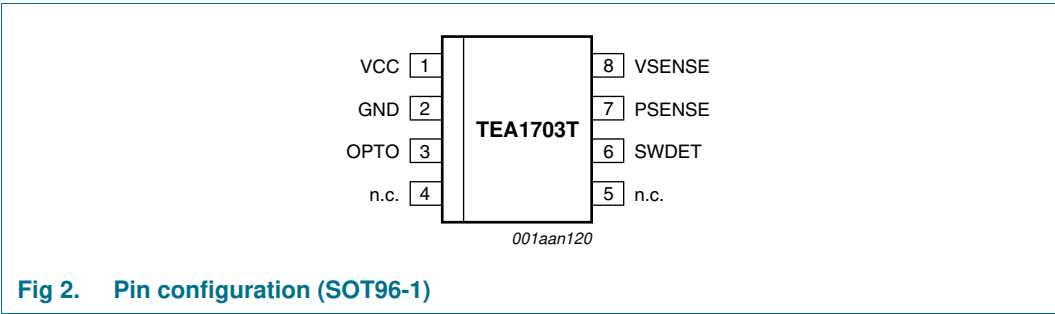 VCC 1 8 VSENSE
GND 2 7 PSENSE
TEA1703T
OPTO 3 6 SWDET
n.c. 4 5 n.c.
001aan120
Fig 2. Pin configuration (SOT96-1)